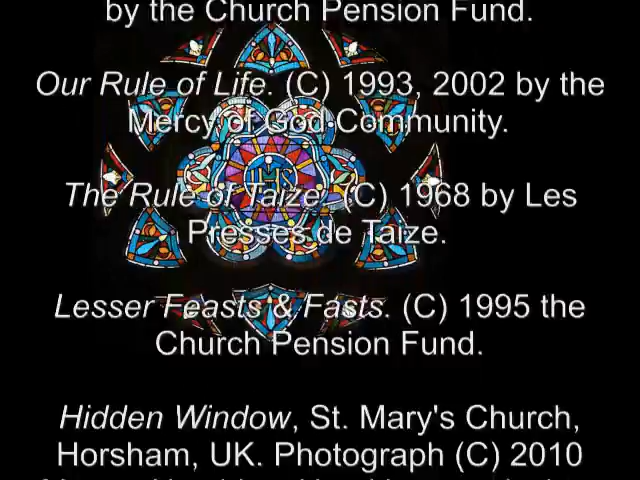 by the Church Pension Fund.
Our Rule of Life. (C) 1993, 2002 by the
Mercy of God Community.
The Rule of Taize. (C) 1968 by Les
Presses de Taize.
Lesser Feasts & Fasts. (C) 1995 the
Church Pension Fund.
Hidden Window, St. Mary's Church,
Horsham, UK. Photograph (C) 2010
IHS